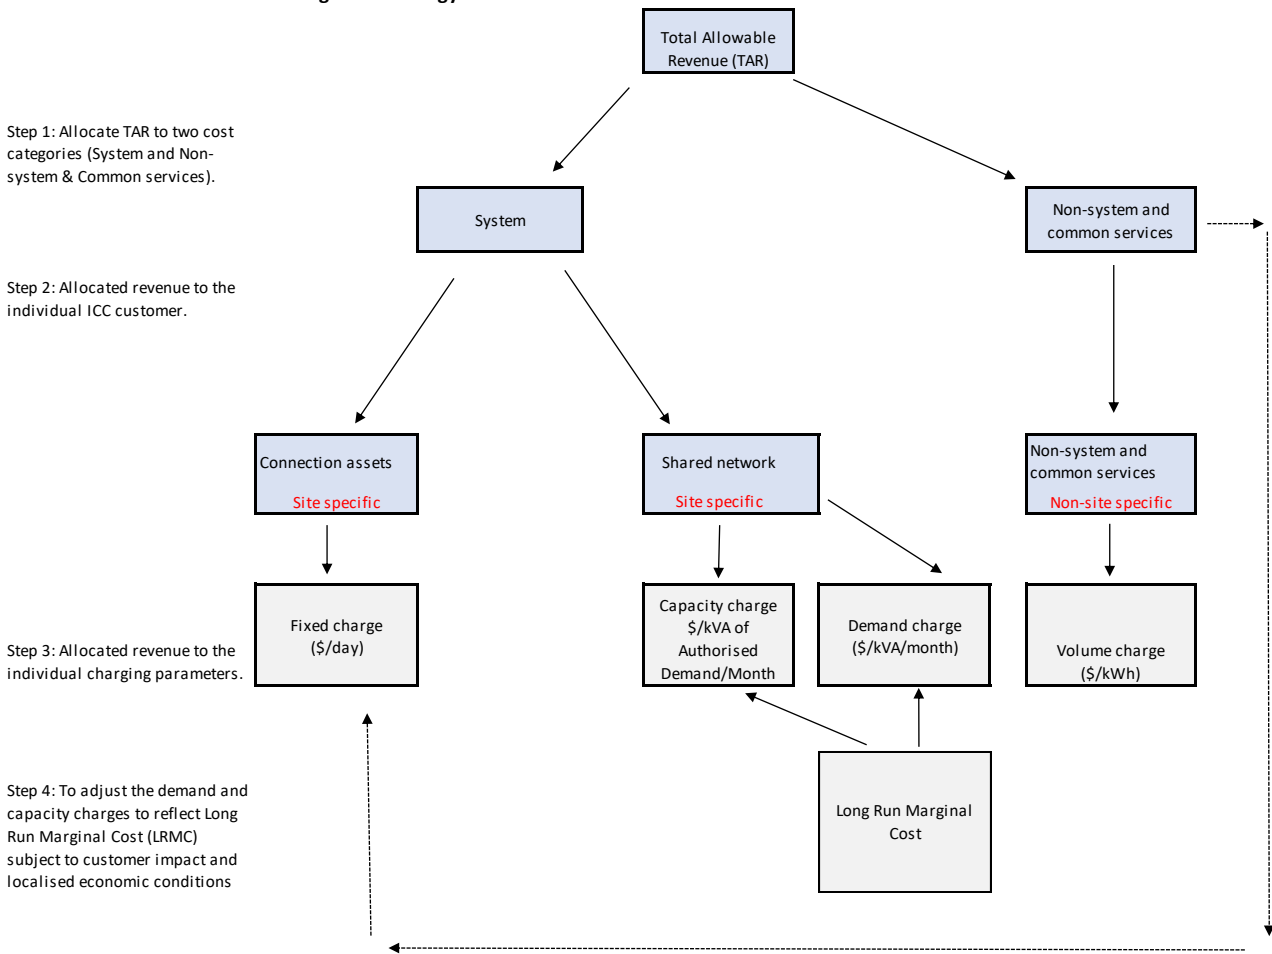 Total Allowable
Revenue (TAR)
Step 1: Allocate TAR to two cost
categories (System and Non-
system & Common services).
System
Non-system and
common services
Step 2: Allocated revenue to the
individual ICC customer.
Connection assets
Site specific
Shared network
Site specific
Non-system and
common services
Non-site specific
Step 3: Allocated revenue to the
individual charging parameters.
Fixed charge
($/day)
Capacity charge
$/kVA of
Authorised
Demand/Month
Demand charge
($/kVA/month)
Volume charge
($/kWh)
Step 4: To adjust the demand and
capacity charges to reflect Long
Run Marginal Cost (LRMC)
subject to customer impact and
localised economic conditions
Long Run Marginal
Cost